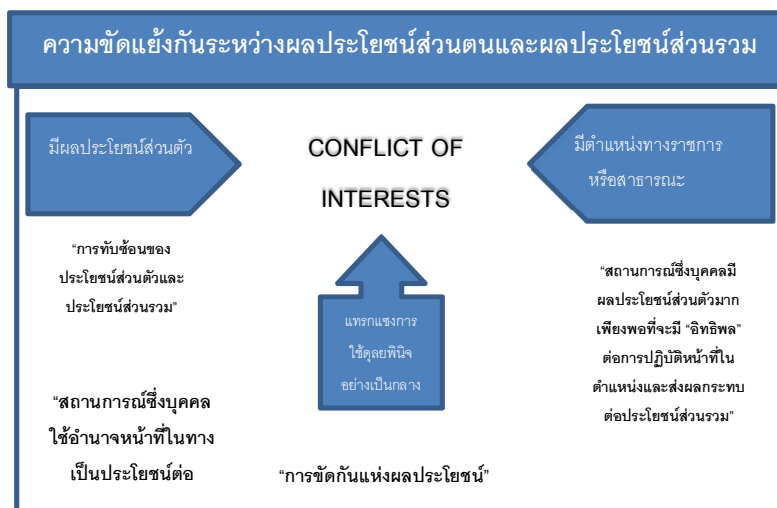 ความขัดแย้งกันระหว่างผลประโยชน์ส่วนตนและผลประโยชน์ส่วนรวม
มีผลประโยชน์ส่วนตัว
CONFLICT OF
INTERESTS
มีตำแหน่งทางราชการ
หรือสาธารณะ
“การทับซ้อนของ
ประโยชน์ส่วนตัวและ
ประโยชน์ส่วนรวม”
แทรกแซงการ
ใช้ดุลยพินิจ
อย่างเป็นกลาง
“สถานการณ์ซึ่งบุคคลมี
ผลประโยชน์ส่วนตัวมาก
เพียงพอที่จะมี “อิทธิพล”
ต่อการปฏิบัติหน้าที่ใน
ตำแหน่งและส่งผลกระทบ
ต่อประโยชน์ส่วนรวม”
“สถานการณ์ซึ่งบุคคล
ใช้อำนาจหน้าที่ในทาง
เป็นประโยชน์ต่อ
“การขัดกันแห่งผลประโยชน์”